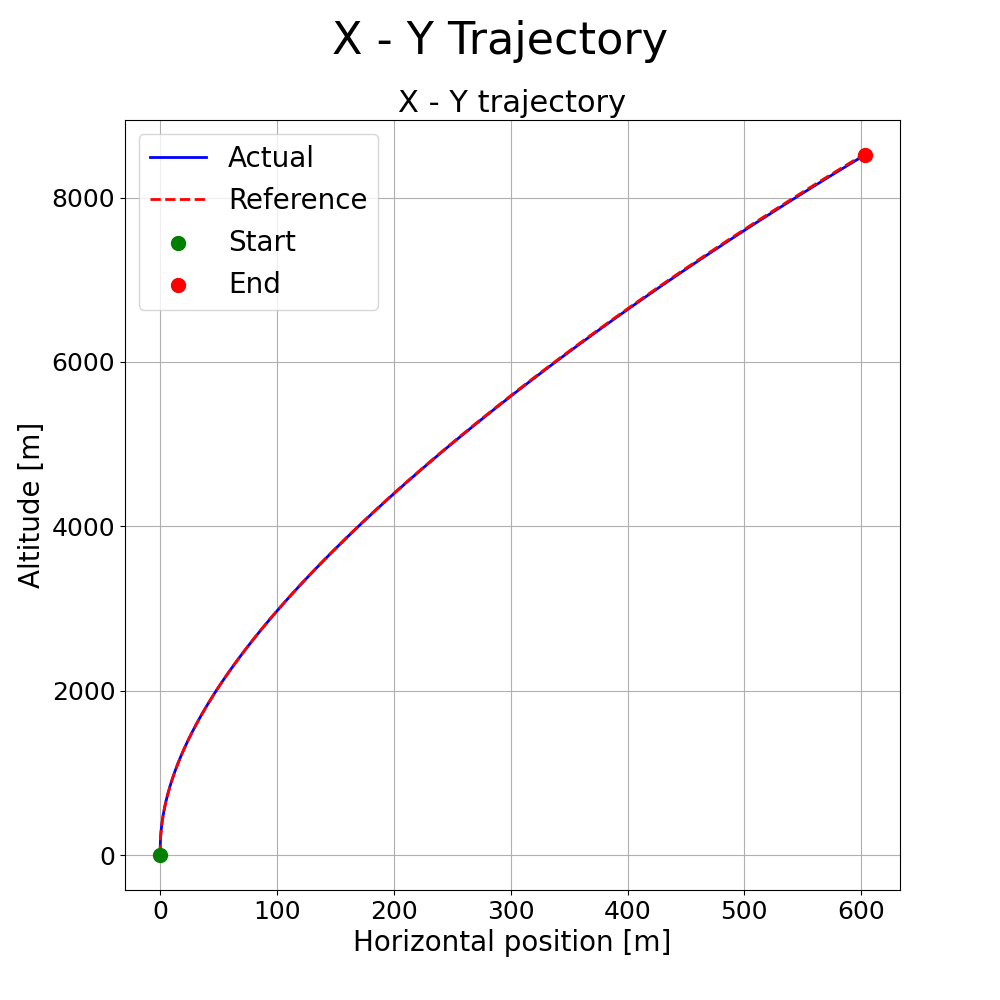 X - Y Trajectory
X - Y trajectory
Actual
Reference
Start
End
8000
6000
4000
2000
0
Altitude [m]
0 100 200 300 400 500 600
Horizontal position [m]